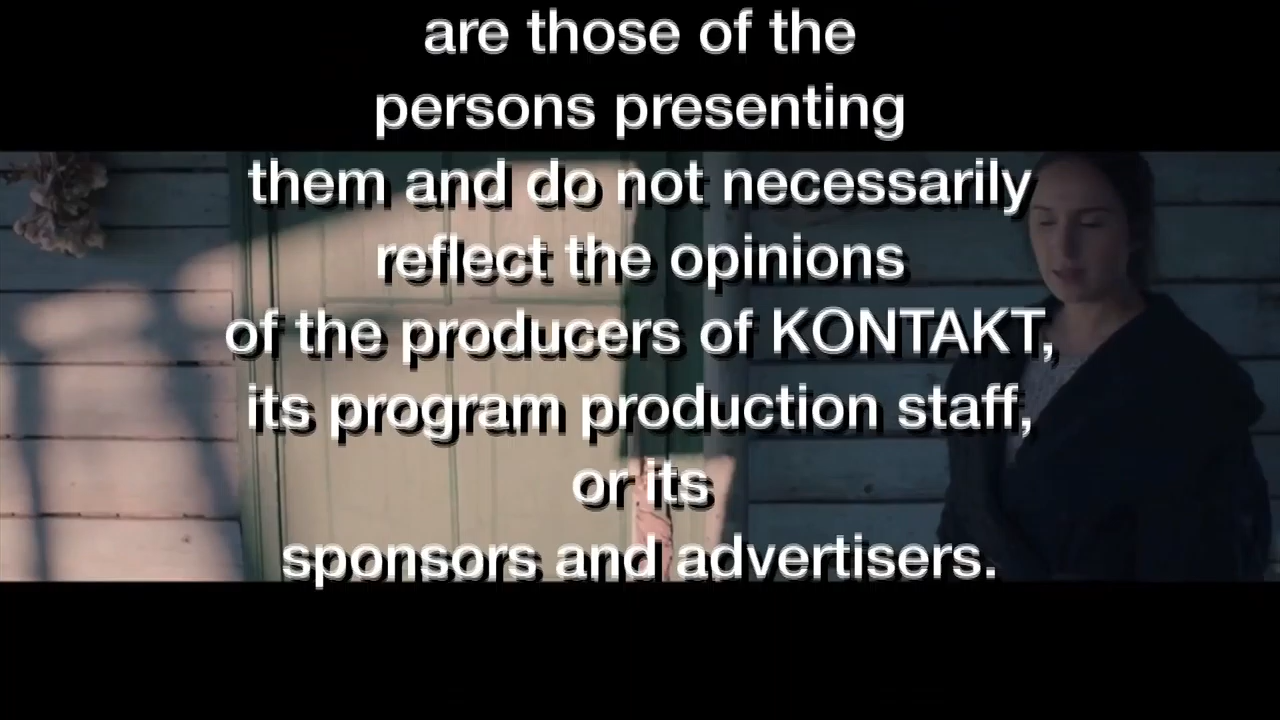 are those of the
persons presenting
them and do not necessarily
reflect the opinions
of the producers of KONTAKT,
its program production staff,
or its
sponsors and advertisers.